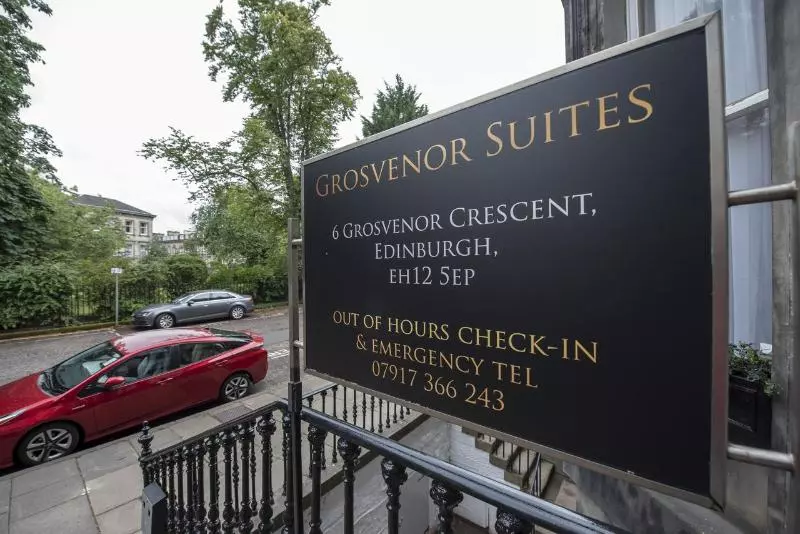 GROSVENOR SUITES
6 GROSVENOR CRESCENT,
EDINBURGH,
EH12 5EP
OUT OF HOURS CHECK-IN
& EMERGENCY TEL
07917 366 243